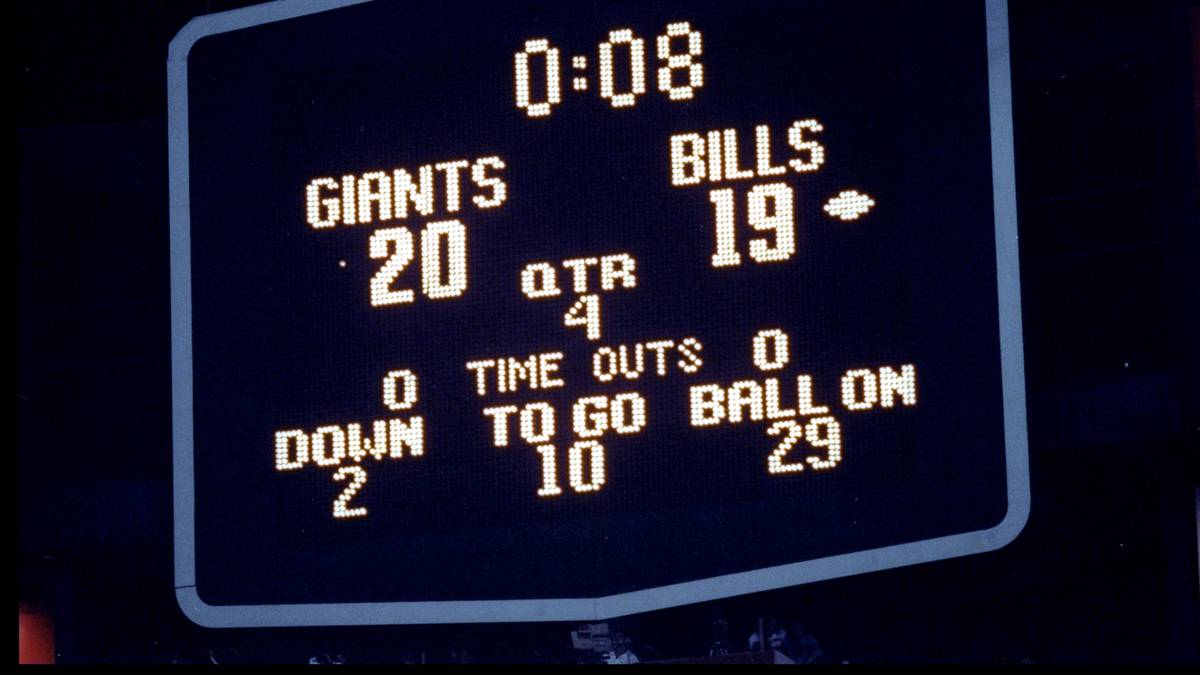 0:08
GIANTS BILLS
20 19
QTR
4
0 TIME OUTS 0
DOWN TO GO BALL ON
2 10 29